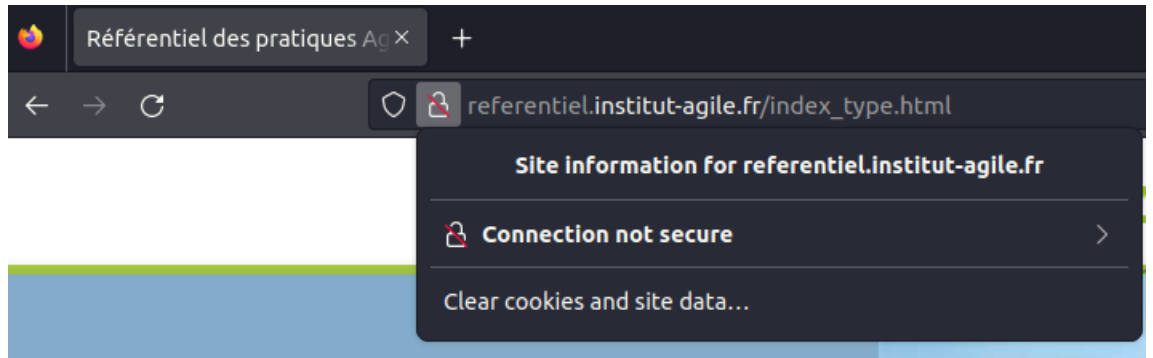 Référentiel des pratiques Ag
referentiel.institut-agile.fr/index_type.html
Site information for referentiel.institut-agile.fr
Connection not secure
Clear cookies and site data…